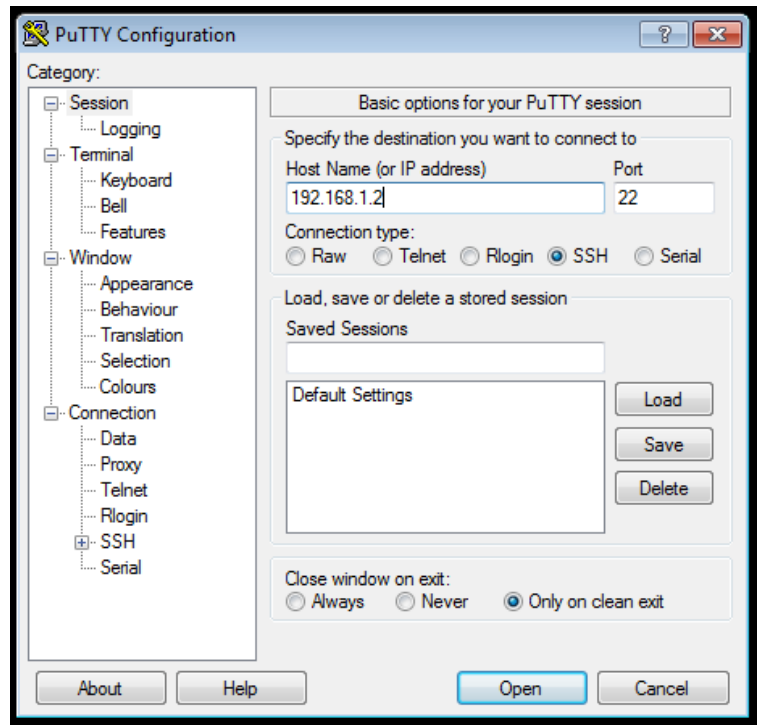 PuTTY Configuration
?
Category:
Session
Logging
Terminal
Keyboard
Bell
Features
Window
Appearance
Behaviour
Translation
Selection
Colours
Connection
Data
Proxy
Telnet
Rlogin
SSH
Serial
Basic options for your PuTTY session
Specify the destination you want to connect to
Host Name (or IP address) Port
192.168.1.2 22
Connection type:
Raw Telnet Rlogin SSH Serial
Load, save or delete a stored session
Saved Sessions
Default Settings
Load
Save
Delete
Close window on exit:
Always Never Only on clean exit
About Help Open Cancel